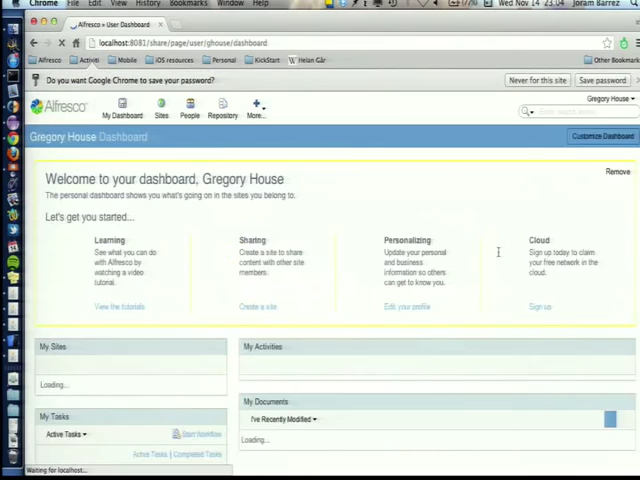 Chrome File Edit View History Bookmarks Window Help Wed Nov 14 23:04 Joram Barrez
Alfresco » User Dashboard
localhost:8081/share/page/user/ghouse/dashboard
Alfresco Activiti Mobile iOS resources Personal KickStart Helan Går Other Bookmarks
Do you want Google Chrome to save your password? Never for this site Save password
Gregory House
Alfresco My Dashboard Sites People Repository More...
Gregory House Dashboard Customize Dashboard
Remove
Welcome to your dashboard, Gregory House
The personal dashboard shows you what's going on in the sites you belong to.
Let's get you started...
Learning
See what you can do
with Alfresco by
watching a video
tutorial.
View the tutorials
Sharing
Create a site to share
content with other site
members.
Create a site
Personalizing
Update your personal
and business
information so others
can get to know you.
Edit your profile
Cloud
Sign up today to claim
your free network in the
cloud.
Sign up
My Sites
Loading...
My Activities
My Documents
I've Recently Modified
Loading...
My Tasks
Active Tasks Start Workflow
Active Tasks | Completed Tasks
Waiting for localhost...